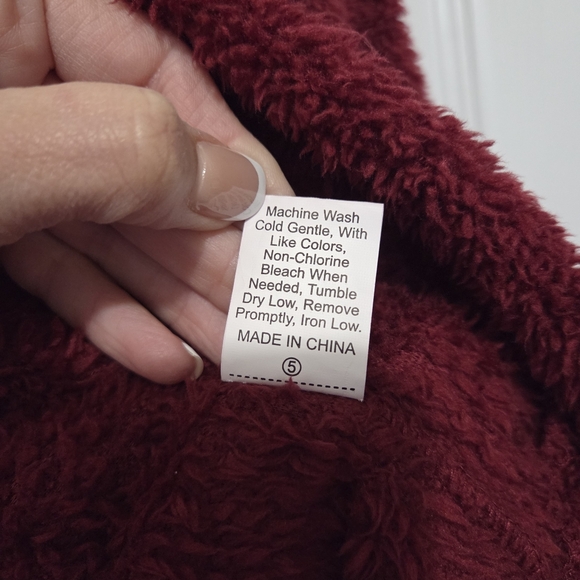 Machine Wash
Cold Gentle, With
Like Colors,
Non-Chlorine
Bleach When
Needed, Tumble
Dry Low, Remove
Promptly, Iron Low.
MADE IN CHINA
5